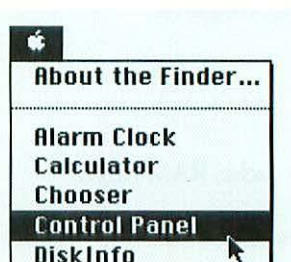 About the Finder...
Alarm Clock
Calculator
Chooser
Control Panel
DiskInfo